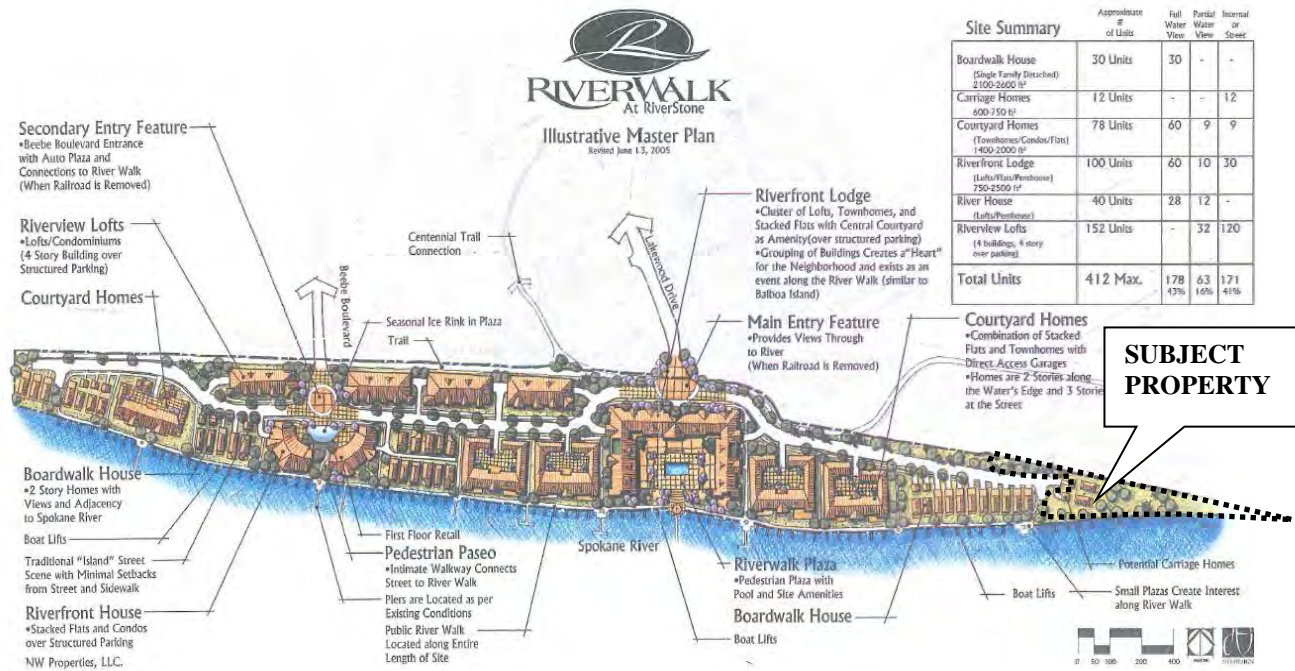 RIVERWALK
At RiverStone
Illustrative Master Plan
Revised June 13, 2005
Site Summary
Approximate # of Units
Full Water View
Partial Water View
Internal or Street
Boardwalk House 30 Units 30 - -
(Single Family Detached)
2100-2600 ft²
Carriage Homes 12 Units - - 12
600-750 ft²
Courtyard Homes 78 Units 60 9 9
(Townhomes/Condos/Flats)
1400-2000 ft²
Riverfront Lodge 100 Units 60 10 30
(Lofts/Flats/Penthouse)
750-2500 ft²
River House 40 Units 28 12 -
(Lofts/Penthouse)
Riverview Lofts 152 Units - 32 120
(4 buildings, 4 story
over parking)
Total Units 412 Max. 178 63 171
43% 16% 41%
Secondary Entry Feature
•Beebe Boulevard Entrance
with Auto Plaza and
Connections to River Walk
(When Railroad is Removed)
Riverview Lofts
•Lofts/Condominiums
(4 Story Building over
Structured Parking)
Courtyard Homes
Beebe Boulevard
Centennial Trail
Connection
Seasonal Ice Rink in Plaza
Trail
Lakewood Drive
Riverfront Lodge
•Cluster of Lofts, Townhomes, and
Stacked Flats with Central Courtyard
as Amenity(over structured parking)
•Grouping of Buildings Creates a "Heart"
for the Neighborhood and exists as an
event along the River Walk (similar to
Balboa Island)
Main Entry Feature
•Provides Views Through
to River
(When Railroad is Removed)
Courtyard Homes
•Combination of Stacked
Flats and Townhomes with
Direct Access Garages
•Homes are 2 Stories along
the Water's Edge and 3 Storie
at the Street
SUBJECT
PROPERTY
Boardwalk House
•2 Story Homes with
Views and Adjacency
to Spokane River
Boat Lifts
Traditional "Island" Street
Scene with Minimal Setbacks
from Street and Sidewalk
Riverfront House
•Stacked Flats and Condos
over Structured Parking
NW Properties, LLC.
First Floor Retail
Pedestrian Paseo
•Intimate Walkway Connects
Street to River Walk
Piers are Located as per
Existing Conditions
Public River Walk
Located along Entire
Length of Site
Spokane River
Riverwalk Plaza
•Pedestrian Plaza with
Pool and Site Amenities
Boardwalk House
Boat Lifts
Boat Lifts
Potential Carriage Homes
Small Plazas Create Interest
along River Walk
0 50 100 200 400